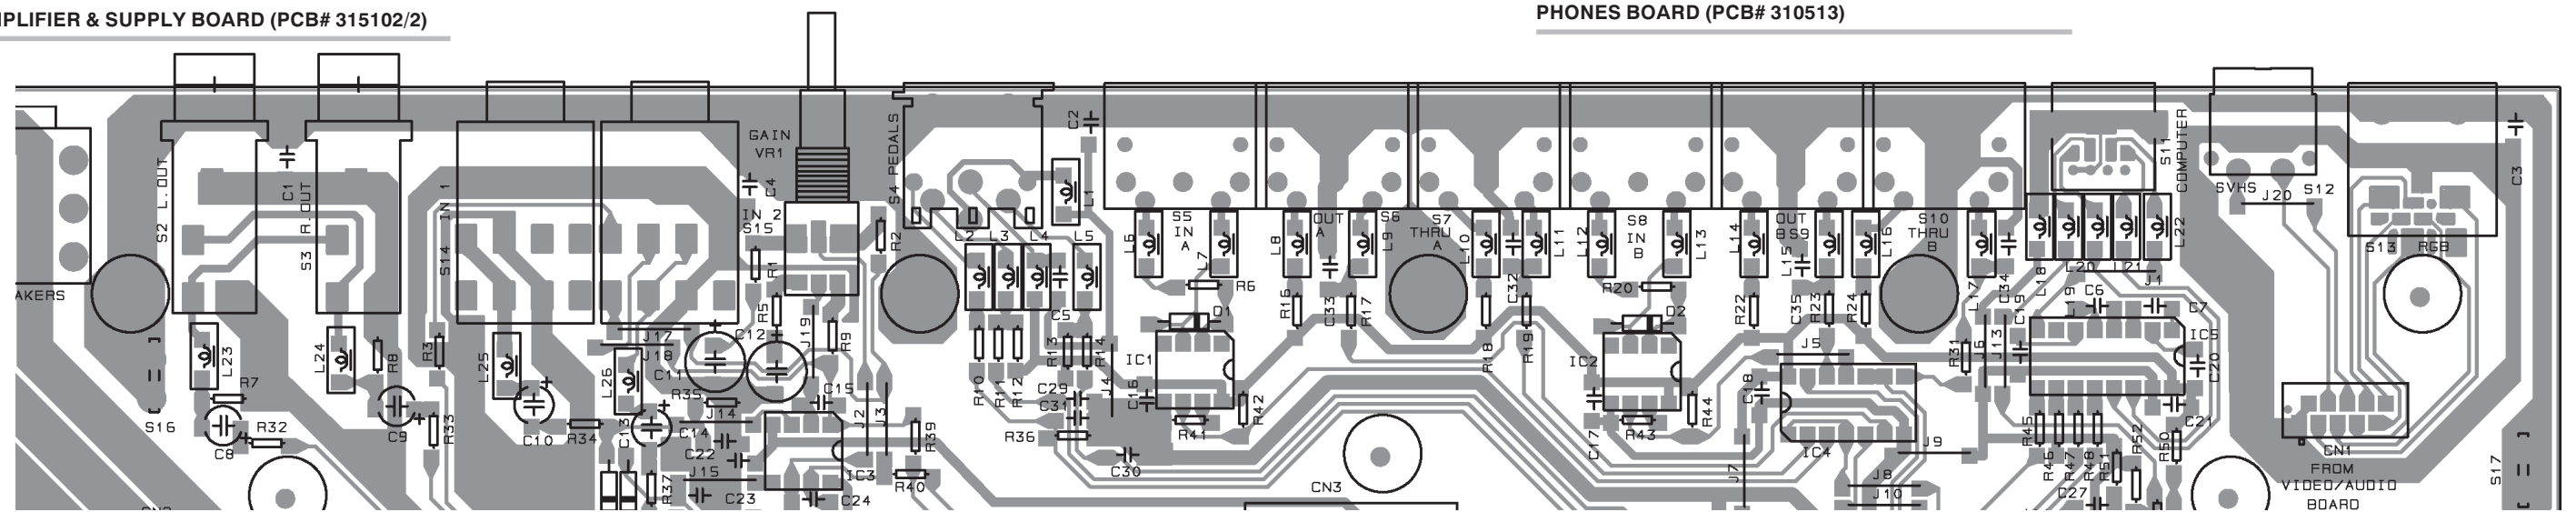 PLIFIER & SUPPLY BOARD (PCB# 315102/2)
PHONES BOARD (PCB# 310513)
GAIN
VR1
S4 PEDALS
C2
S11
COMPUTER
S2 L.OUT
C1
S3 R.OUT
S14 IN 1
C4
IN 2
S15
L1
SVHS
J20
S12
C3
R2
L2
L3
L4
L5
L6
S5
IN
A
L7
L8
OUT
A
S6
L9
S7
THRU
A
L10
L11
L12
S8
IN
B
L13
L14
OUT
B
S9
L15
L16
S10
THRU
B
L17
L18
L19
L20
L21
L22
S13
RGB
AKERS
R1
R5
J19
R9
C5
R6
D1
R16
C33
R17
C32
R18
R19
R20
D2
R22
C35
R23
R24
C34
C19
C6
J1
C7
IC5
L23
L24
R8
R3
L25
J17
J18
C12
C11
L26
R35
R7
R13
R14
IC1
IC2
J5
R31
J6
J13
C20
S16
R32
C8
C9
R33
C10
R34
C13
J14
C14
C22
C15
J2
J3
R39
R10
R11
R12
C29
C31
J4
C16
R36
R41
R42
C30
C17
R43
R44
C18
IC4
J9
J7
J8
J10
R45
R46
R47
R48
R51
R52
R50
C21
C27
CN1
FROM
VIDEO/AUDIO
BOARD
S17
R37
J15
C23
IC3
C24
R40
CN3